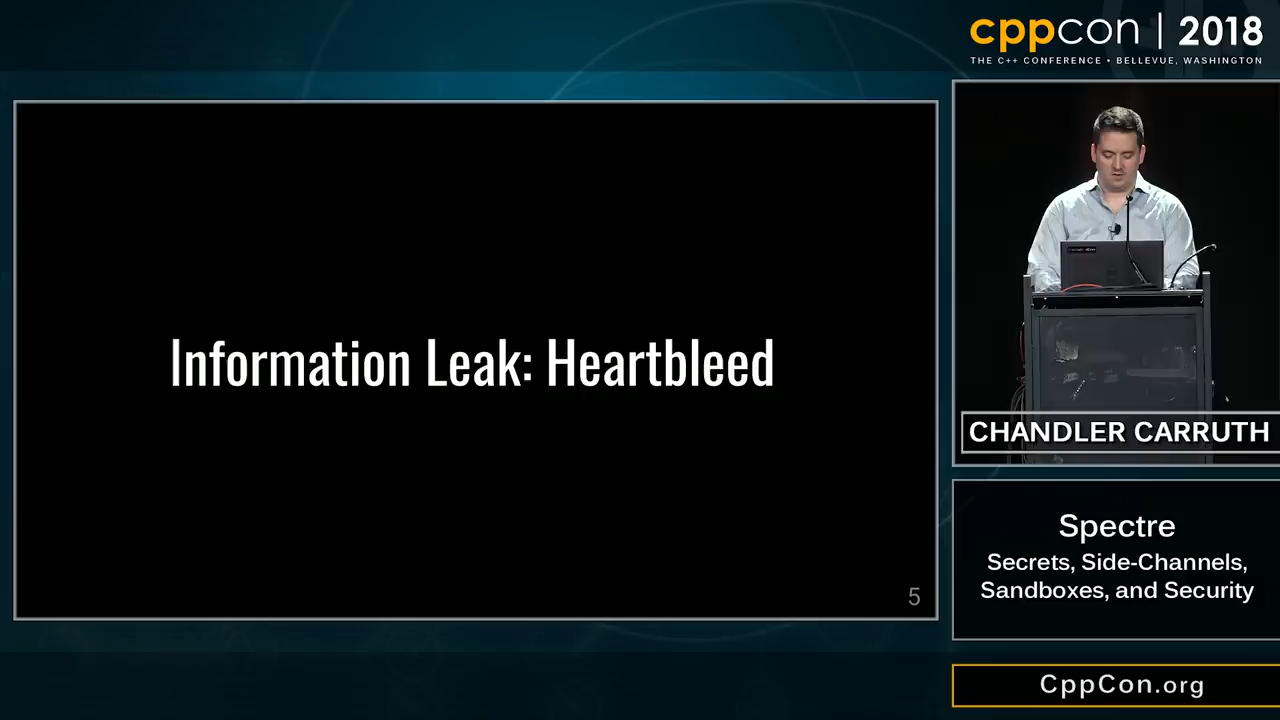 cppcon | 2018
THE C++ CONFERENCE • BELLEVUE, WASHINGTON
Information Leak: Heartbleed
5
CHANDLER CARRUTH
Spectre
Secrets, Side-Channels,
Sandboxes, and Security
CppCon.org